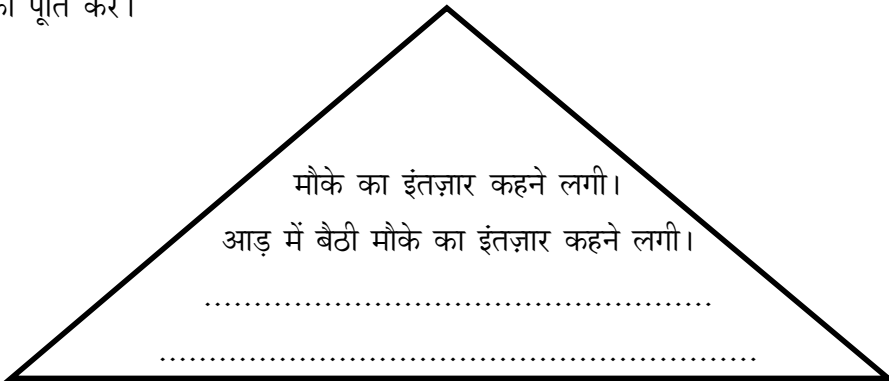 की पूर्ति करें।
मौके का इंतज़ार कहने लगी।
आड़ में बैठी मौके का इंतज़ार कहने लगी।
..................................................
...........................................................